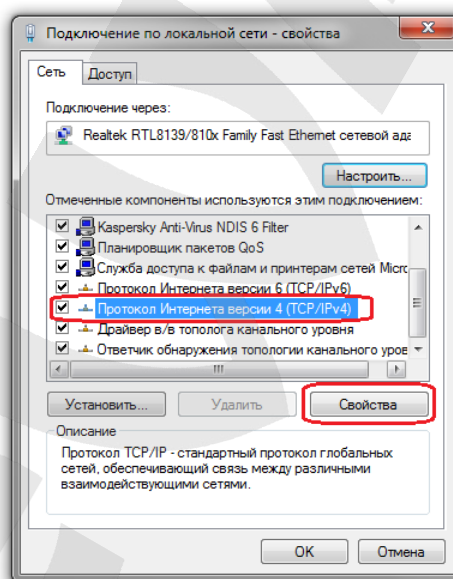 Подключение по локальной сети - свойства
Сеть
Доступ
Подключение через:
Realtek RTL8139/810x Family Fast Ethernet сетевой ада
Настроить...
Отмеченные компоненты используются этим подключением:
Kaspersky Anti-Virus NDIS 6 Filter
Планировщик пакетов QoS
Служба доступа к файлам и принтерам сетей Micro
Протокол Интернета версии 6 (TCP/IPv6)
Протокол Интернета версии 4 (TCP/IPv4)
Драйвер в/в тополога канального уровня
Ответчик обнаружения топологии канального уров
Установить...
Удалить
Свойства
Описание
Протокол TCP/IP - стандартный протокол глобальных
сетей, обеспечивающий связь между различными
взаимодействующими сетями.
OK
Отмена